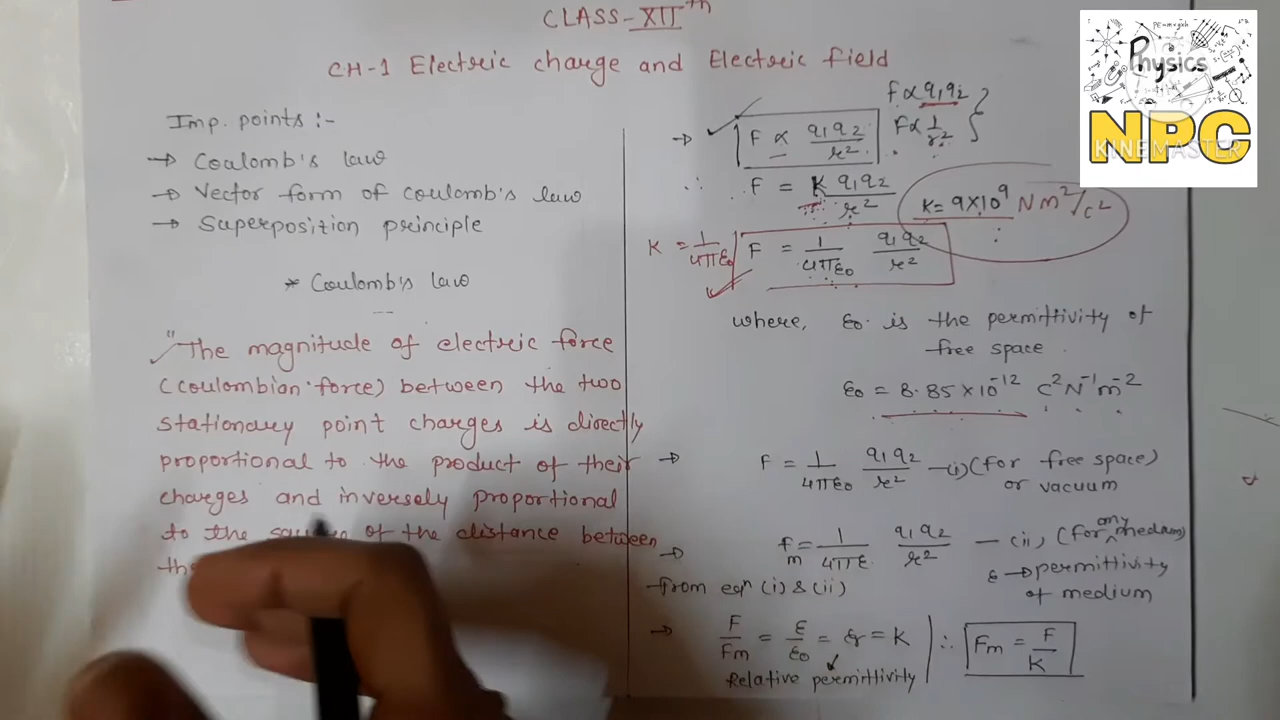 CLASS-XIIth
CH-1 Electric charge and Electric field
Imp. points:-
→ Coulomb's law
→ Vector form of coulomb's law
→ Superposition principle
* Coulomb's law
"The magnitude of electric force
(coulombian force) between the two
stationary point charges is directly
proportional to the product of their
charges and inversely proportional
to the square of the distance between
→ F ∝ q1q2/r²
F ∝ q1q2
F ∝ 1/r²
∴ F = K q1q2/r²
K = 9×10⁹ Nm²/c²
K = 1/4πε0
F = 1/4πε0 q1q2/r²
where, ε0 is the permittivity of
free space.
ε0 = 8.85×10⁻¹² C²N⁻¹m⁻²
→ F = 1/4πε0 q1q2/r² —(i) (for free space)
or vacuum
→ Fm = 1/4πε q1q2/r² —(ii) (for any medium)
ε → permittivity
of medium
from eqn (i) & (ii)
→ F/Fm = ε/ε0 = εr = K ∴ Fm = F/K
Relative permittivity
Physics
NPC
KINEMASTER